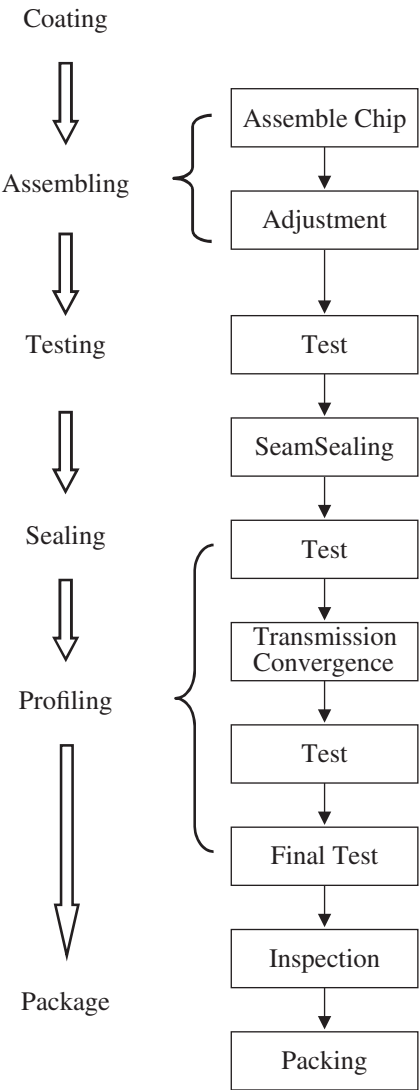 Coating
Assembling
Testing
Sealing
Profiling
Package
Assemble Chip
Adjustment
Test
SeamSealing
Test
Transmission
Convergence
Test
Final Test
Inspection
Packing